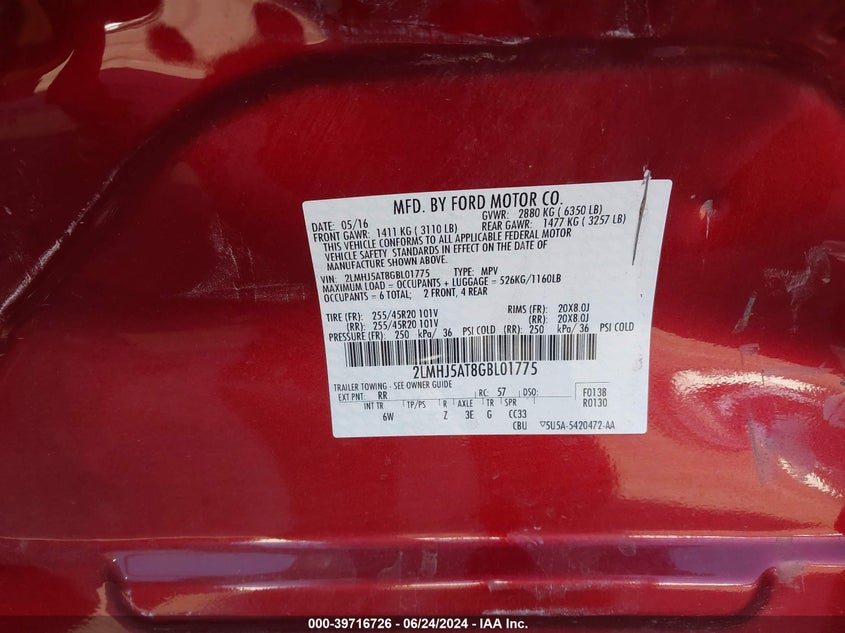 MFD. BY FORD MOTOR CO.
DATE: 05/16 GVWR: 2880 KG ( 6350 LB)
FRONT GAWR: 1411 KG ( 3110 LB) REAR GAWR: 1477 KG ( 3257 LB)
THIS VEHICLE CONFORMS TO ALL APPLICABLE FEDERAL MOTOR
VEHICLE SAFETY STANDARDS IN EFFECT ON THE DATE OF
MANUFACTURE SHOWN ABOVE.
VIN: 2LMHJ5AT8GBL01775 TYPE: MPV
MAXIMUM LOAD = OCCUPANTS + LUGGAGE = 526KG/1160LB
OCCUPANTS = 6 TOTAL; 2 FRONT, 4 REAR
TIRE (FR): 255/45R20 101V RIMS (FR): 20X8.0J
(RR): 255/45R20 101V (RR): 20X8.0J
PRESSURE (FR): 250 kPa/ 36 PSI COLD (RR): 250 kPa/36 PSI COLD
2LMHJ5AT8GBL01775
TRAILER TOWING - SEE OWNER GUIDE
EXT PNT: RR RC: 57 DSO: F0138
R0130
INT TR TP/PS R AXLE TR SPR
6W Z 3E G CC33
CBU ▽5U5A-5420472-AA
000-39716726 - 06/24/2024 - IAA Inc.